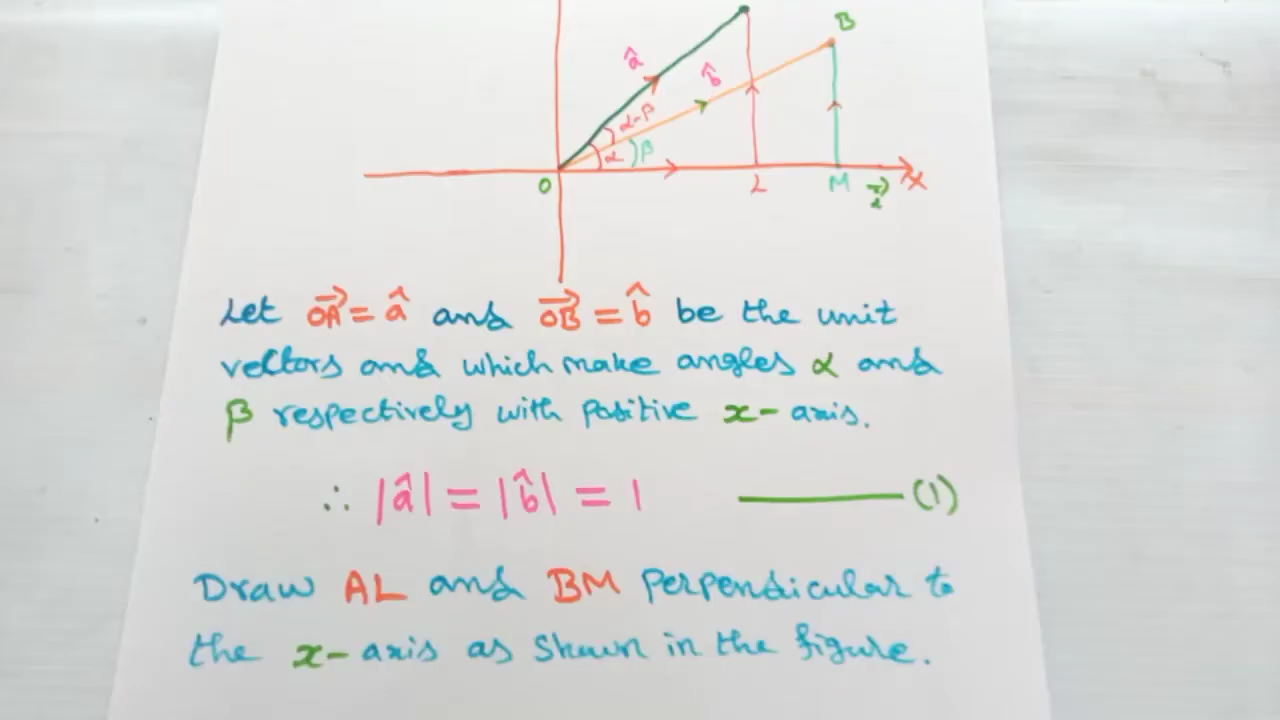 B
â
b̂
α-β
α
β
O
L
M
X
Let OA⃗ = â and OB⃗ = b̂ be the unit
vectors and which make angles α and
β respectively with positive x- axis.
∴ |â| = |b̂| = 1 (1)
Draw AL and BM perpendicular to
the x- axis as shown in the figure.